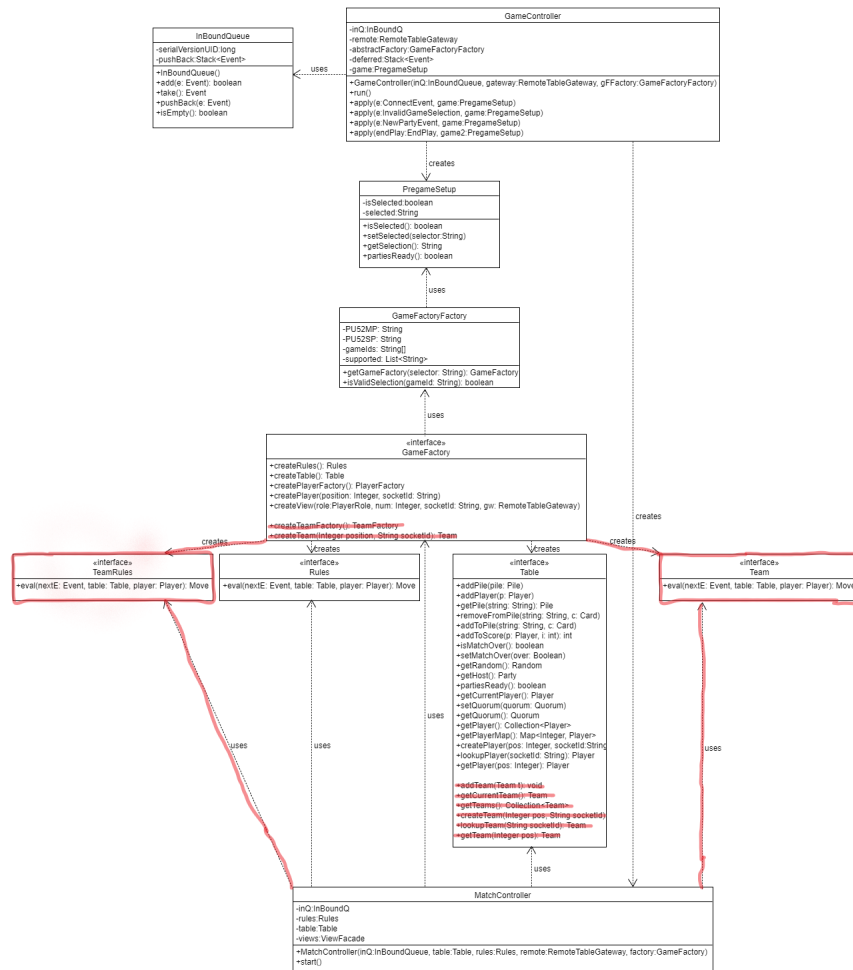 GameController
-inQ:InBoundQ
-remote:RemoteTableGateway
-abstractFactory:GameFactoryFactory
-deferred:Stack<Event>
-game:PregameSetup
+GameController(inQ:InBoundQueue, gateway:RemoteTableGateway, gFFactory:GameFactoryFactory)
+run()
+apply(e:ConnectEvent, game:PregameSetup)
+apply(e:InvalidGameSelection, game:PregameSetup)
+apply(e:NewPartyEvent, game:PregameSetup)
+apply(endPlay:EndPlay, game2:PregameSetup)
InBoundQueue
-serialVersionUID:long
-pushBack:Stack<Event>
+InBoundQueue()
+add(e: Event): boolean
+take(): Event
+pushBack(e: Event)
+isEmpty(): boolean
uses
creates
PregameSetup
-isSelected:boolean
-selected:String
+isSelected(): boolean
+setSelected(selector:String)
+getSelection(): String
+partiesReady(): boolean
uses
GameFactoryFactory
-PU52MP: String
-PU52SP: String
-gameIds: String[]
-supported: List<String>
+getGameFactory(selector: String): GameFactory
+isValidSelection(gameId: String): boolean
uses
«interface»
GameFactory
+createRules(): Rules
+createTable(): Table
+createPlayerFactory(): PlayerFactory
+createPlayer(position: Integer, socketId: String)
+createView(role:PlayerRole, num: Integer, socketId: String, gw: RemoteTableGateway)
+createTeamFactory(): TeamFactory
+createTeam(Integer position, String socketId): Team
creates
creates
creates
creates
creates
«interface»
TeamRules
+eval(nextE: Event, table: Table, player: Player): Move
«interface»
Rules
+eval(nextE: Event, table: Table, player: Player): Move
«interface»
Table
+addPile(pile: Pile)
+addPlayer(p: Player)
+getPile(string: String): Pile
+removeFromPile(string: String, c: Card)
+addToPile(string: String, c: Card)
+addToScore(p: Player, i: int): int
+isMatchOver(): boolean
+setMatchOver(over: Boolean)
+getRandom(): Random
+getHost(): Party
+partiesReady(): boolean
+getCurrentPlayer(): Player
+setQuorum(quorum: Quorum)
+getQuorum(): Quorum
+getPlayer(): Collection<Player>
+getPlayerMap(): Map<Integer, Player>
+createPlayer(pos: Integer, socketId:String
+lookupPlayer(socketId: String): Player
+getPlayer(pos: Integer): Player
+addTeam(Team t): void
+getCurrentTeam(): Team
+getTeams(): Collection<Team>
+createTeam(Integer pos, String socketId)
+lookupTeam(String socketId): Team
+getTeam(Integer pos): Team
«interface»
Team
+eval(nextE: Event, table: Table, player: Player): Move
uses
uses
uses
uses
uses
MatchController
-inQ:InBoundQ
-rules:Rules
-table:Table
-views:ViewFacade
+MatchController(inQ:InBoundQueue, table:Table, rules:Rules, remote:RemoteTableGateway, factory:GameFactory)
+start()